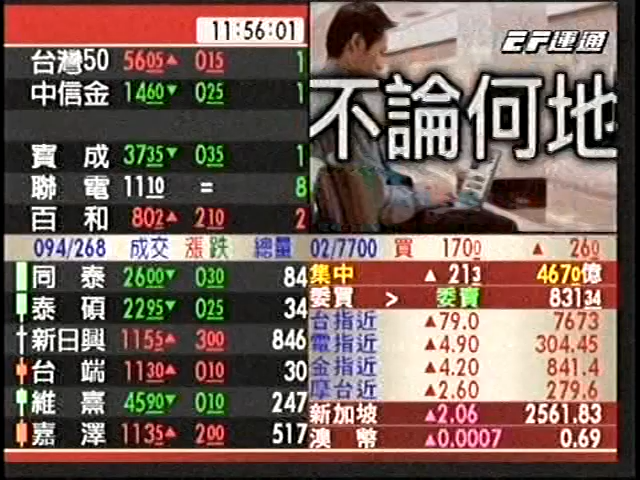 11:56:01
台灣50 5605▲ 015 1
中信金 1460▼ 025 1
寶成 3735▼ 035 1
聯電 1110 = 8
百和 802▲ 210 2
094/268 成交 漲跌 總量
同泰 2600▼ 030 84
泰碩 2295▼ 025 34
新日興 1155▲ 300 846
台端 1130▲ 010 30
維熹 4590▼ 010 247
嘉澤 1135▲ 200 517
運通
不論何地
02/7700 買 1700 ▲ 260
集中 ▲ 213 4670億
委買 > 委賣 83134
台指近 ▲79.0 7673
電指近 ▲4.90 304.45
金指近 ▲4.20 841.4
摩台近 ▲2.60 279.6
新加坡 ▲2.06 2561.83
澳幣 ▲0.0007 0.69